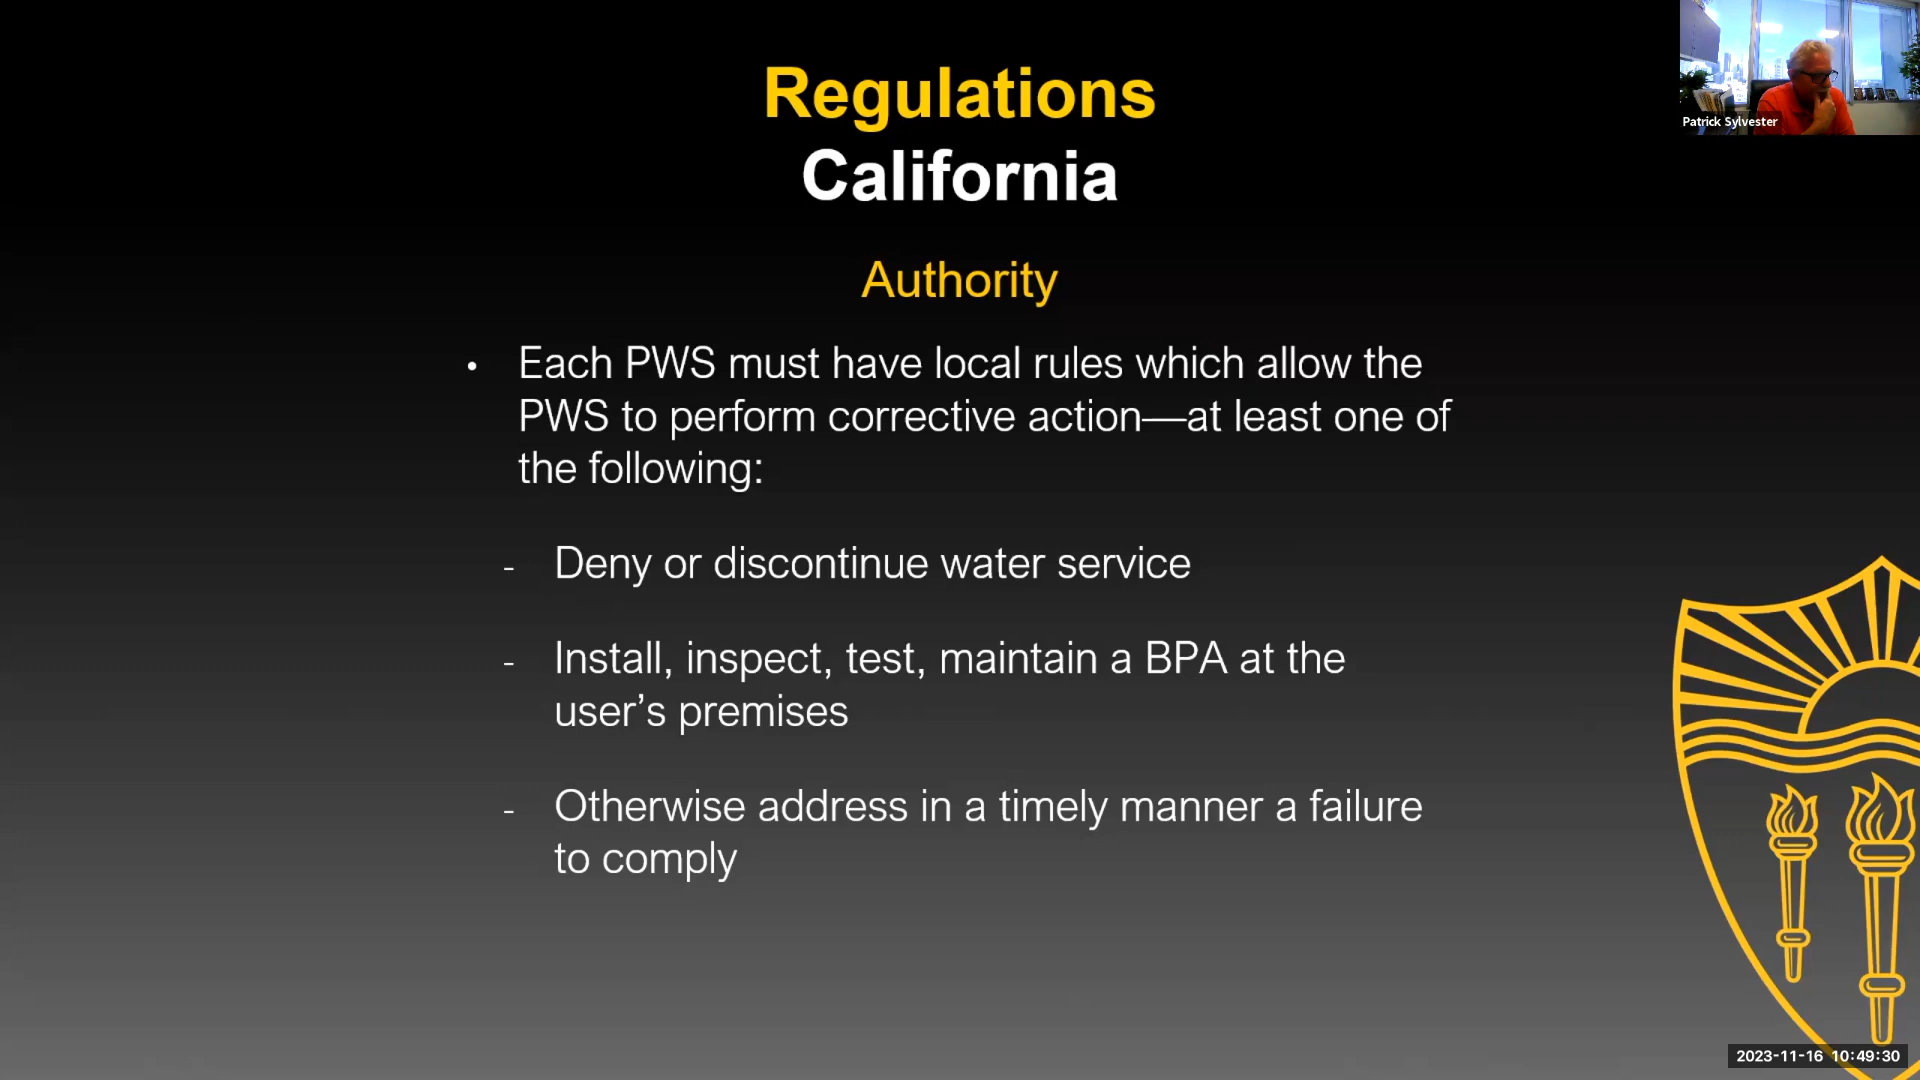 Regulations
California
Patrick Sylvester
Authority
• Each PWS must have local rules which allow the
PWS to perform corrective action—at least one of
the following:
- Deny or discontinue water service
- Install, inspect, test, maintain a BPA at the
user’s premises
- Otherwise address in a timely manner a failure
to comply
2023-11-16 10:49:30